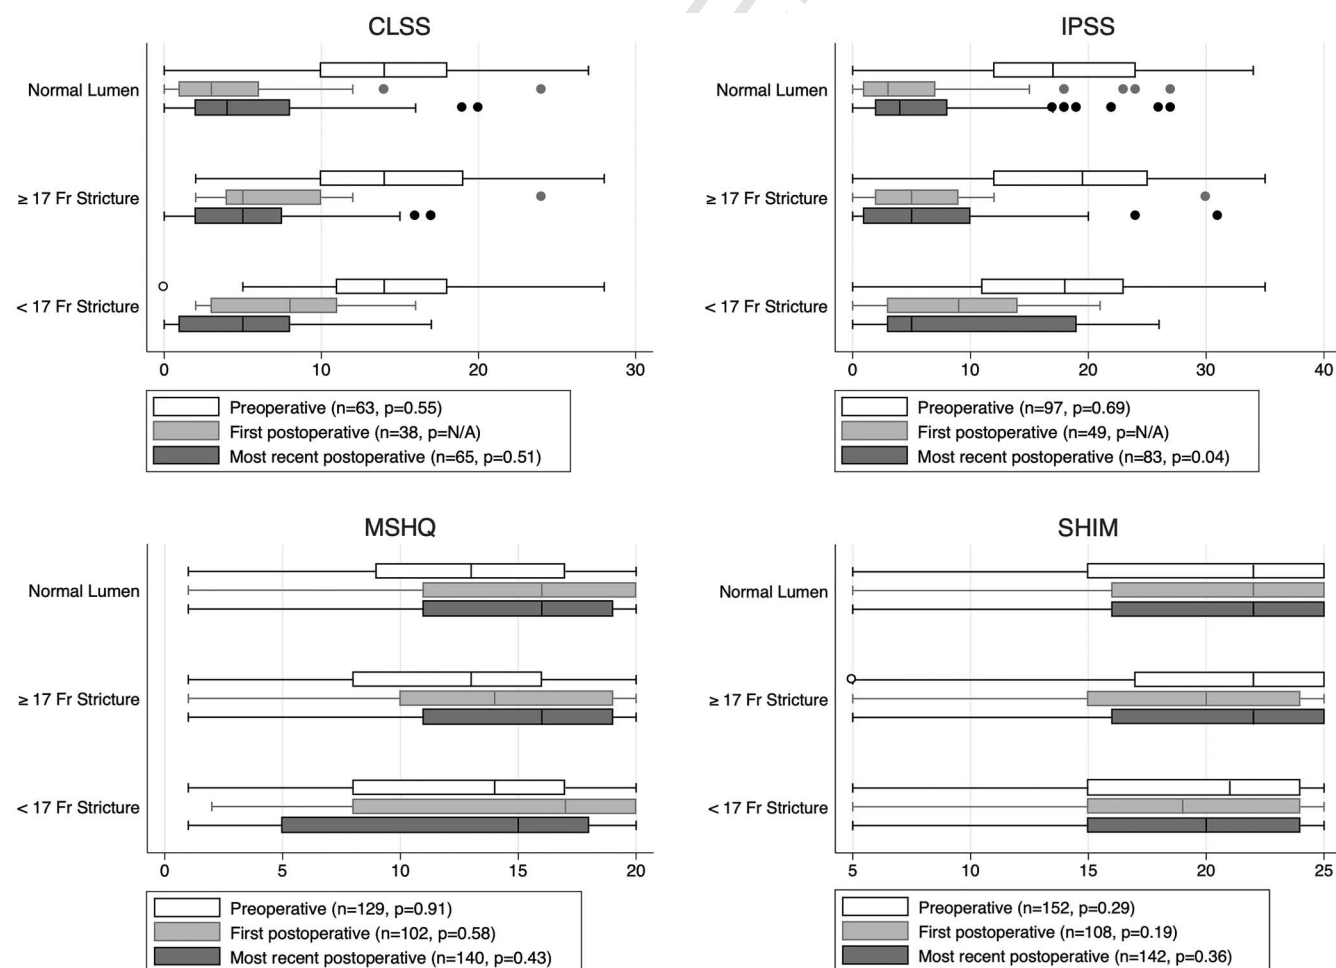 CLSS
Normal Lumen
≥ 17 Fr Stricture
< 17 Fr Stricture
0 10 20 30
Preoperative (n=63, p=0.55)
First postoperative (n=38, p=N/A)
Most recent postoperative (n=65, p=0.51)
IPSS
Normal Lumen
≥ 17 Fr Stricture
< 17 Fr Stricture
0 10 20 30 40
Preoperative (n=97, p=0.69)
First postoperative (n=49, p=N/A)
Most recent postoperative (n=83, p=0.04)
MSHQ
Normal Lumen
≥ 17 Fr Stricture
< 17 Fr Stricture
0 5 10 15 20
Preoperative (n=129, p=0.91)
First postoperative (n=102, p=0.58)
Most recent postoperative (n=140, p=0.43)
SHIM
Normal Lumen
≥ 17 Fr Stricture
< 17 Fr Stricture
5 10 15 20 25
Preoperative (n=152, p=0.29)
First postoperative (n=108, p=0.19)
Most recent postoperative (n=142, p=0.36)